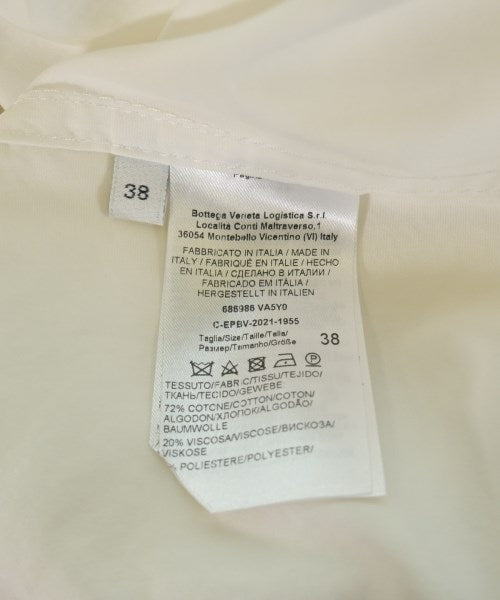 38
Bottega Veneta Logistica S.r.l.
Località Conti Maltraverso,1
36054 Montebello Vicentino (VI) Italy
FABBRICATO IN ITALIA / MADE IN
ITALY / FABRIQUÉ EN ITALIE / HECHO
EN ITALIA / СДЕЛАНО В ИТАЛИИ /
FABRICADO EM ITÁLIA /
HERGESTELLT IN ITALIEN
686986 VA5Y0
C-EPBV-2021-1955
Taglia/Size/Taille/Talla/
Размер/Tamanho/Größe 38
TESSUTO/FABRIC/TISSU/TEJIDO/
ТКАНЬ/TECIDO/GEWEBE
72% COTONE/COTTON/COTON/
ALGODON/ХЛОПОК/ALGODÃO/
BAUMWOLLE
20% VISCOSA/VISCOSE/ВИСКОЗА/
VISKOSE
% POLIESTERE/POLYESTER/